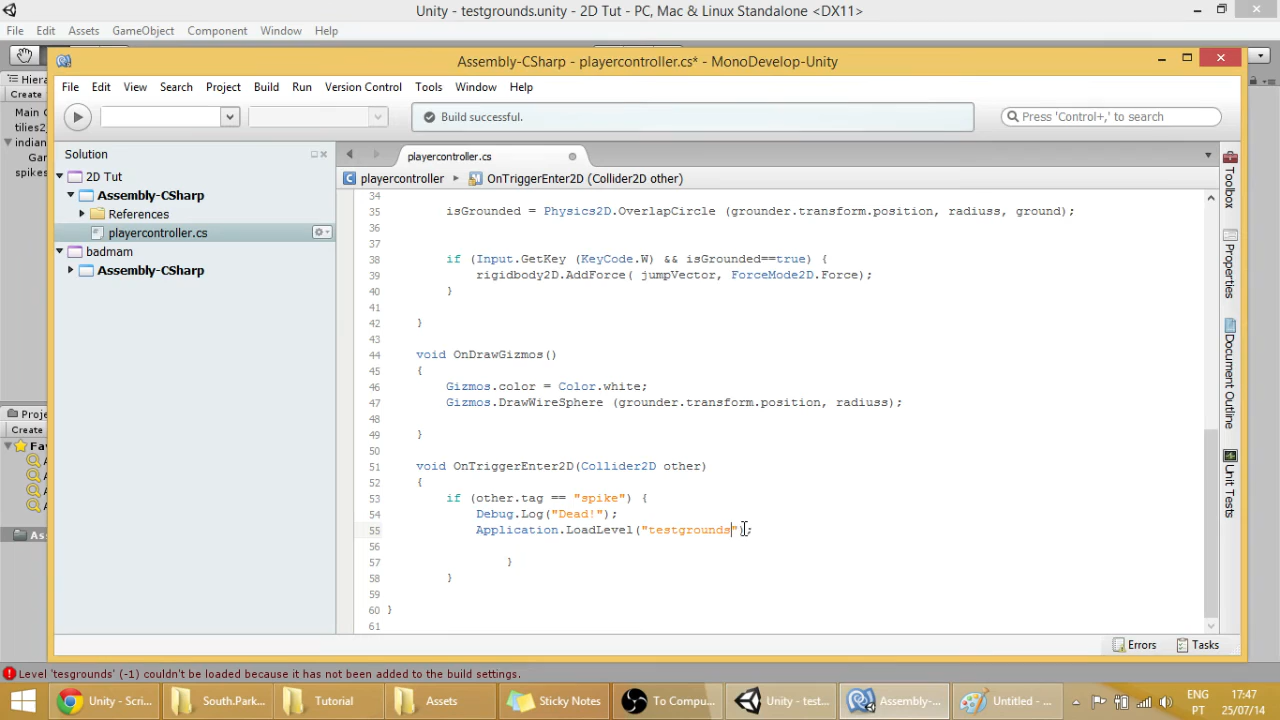 Unity - testgrounds.unity - 2D Tut - PC, Mac & Linux Standalone <DX11>
File Edit Assets GameObject Component Window Help
Assembly-CSharp - playercontroller.cs* - MonoDevelop-Unity
Hiera
Create
Main C
tilies2_
indian
Gan
spikes
File Edit View Search Project Build Run Version Control Tools Window Help
Build successful.
Press 'Control+,' to search
Solution
2D Tut
Assembly-CSharp
References
playercontroller.cs
badmam
Assembly-CSharp
playercontroller.cs
playercontroller ▸ OnTriggerEnter2D (Collider2D other)
34
35 isGrounded = Physics2D.OverlapCircle (grounder.transform.position, radiuss, ground);
36
37
38 if (Input.GetKey (KeyCode.W) && isGrounded==true) {
39 rigidbody2D.AddForce( jumpVector, ForceMode2D.Force);
40 }
41
42 }
43
44 void OnDrawGizmos()
45 {
46 Gizmos.color = Color.white;
47 Gizmos.DrawWireSphere (grounder.transform.position, radiuss);
48
49 }
50
51 void OnTriggerEnter2D(Collider2D other)
52 {
53 if (other.tag == "spike") {
54 Debug.Log("Dead!");
55 Application.LoadLevel("testgrounds");
56
57 }
58 }
59
60 }
61
Toolbox
Properties
Document Outline
Unit Tests
Proje
Create
Fav
A
A
A
A
Ass
Errors Tasks
Level 'tesgrounds' (-1) couldn't be loaded because it has not been added to the build settings.
Unity - Scri... South.Park... Tutorial Assets Sticky Notes To Compu... Unity - test... Assembly-... Untitled - ...
ENG 17:47
PT 25/07/14